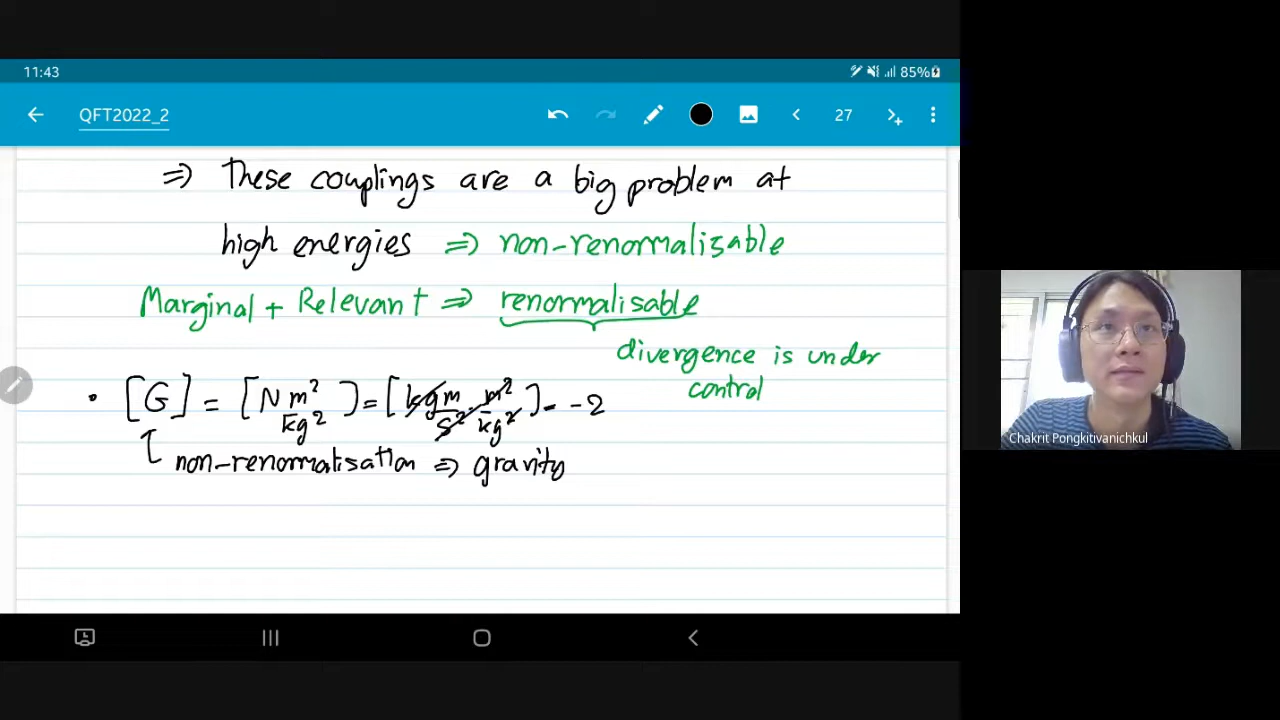 11:43
85%
QFT2022_2
27
⇒ These couplings are a big problem at
high energies ⇒ non-renormalisable
Marginal + Relevant ⇒ renormalisable
divergence is under
control
• [G] = [N m²/kg²] = [kg m/s² m²/kg²] = -2
non-renormalisation ⇒ gravity
Chakrit Pongkitivanichkul